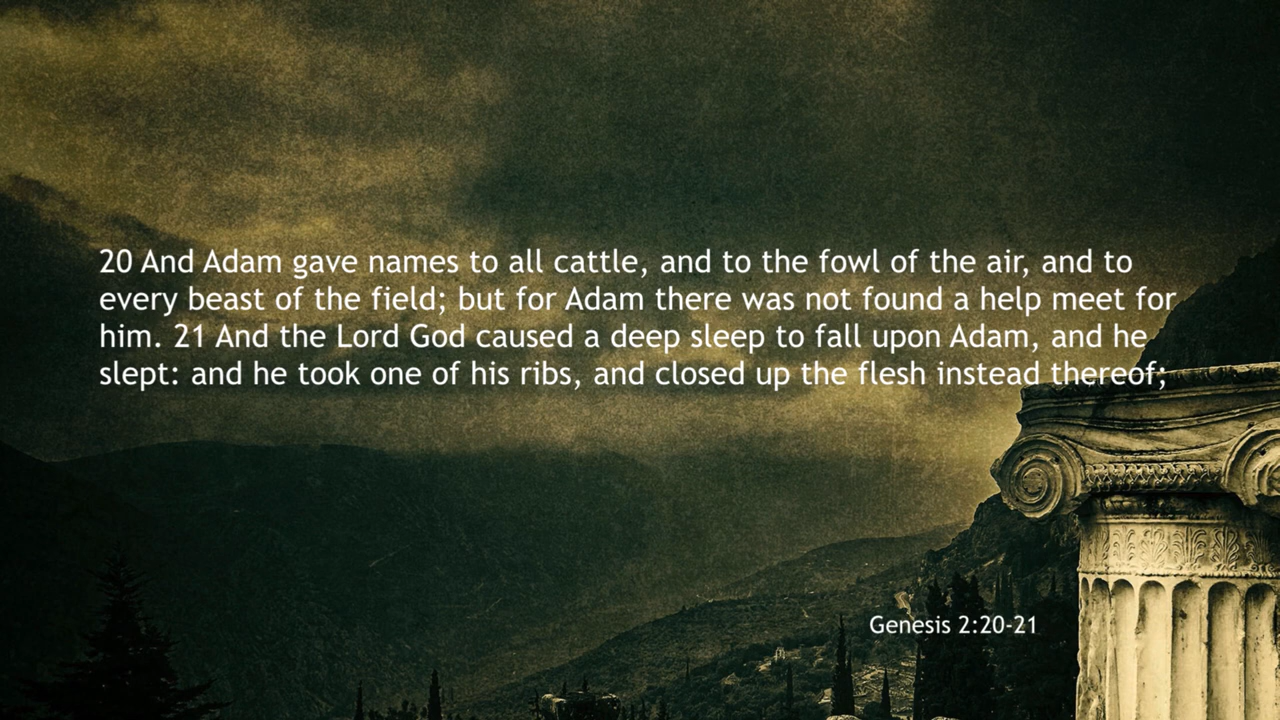 20 And Adam gave names to all cattle, and to the fowl of the air, and to
every beast of the field; but for Adam there was not found a help meet for
him. 21 And the Lord God caused a deep sleep to fall upon Adam, and he
slept: and he took one of his ribs, and closed up the flesh instead thereof;
Genesis 2:20-21